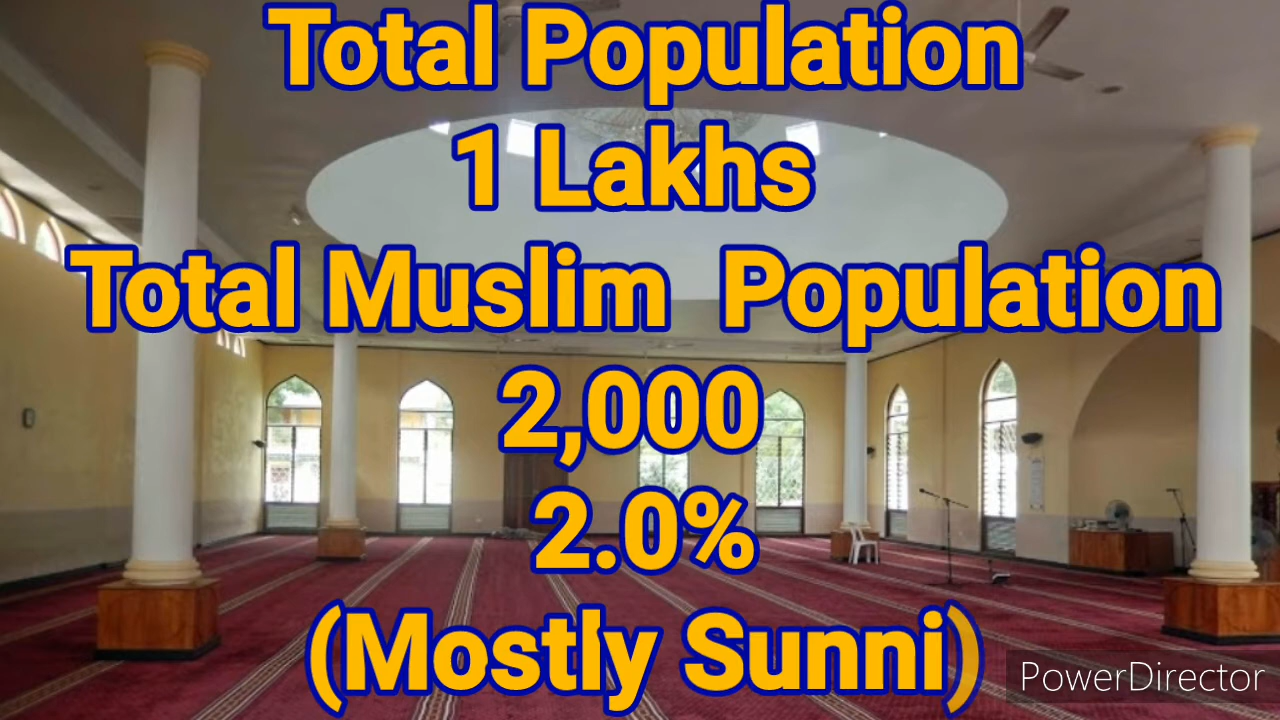 Total Population
1 Lakhs
Total Muslim Population
2,000
2.0%
(Mostly Sunni)
PowerDirector